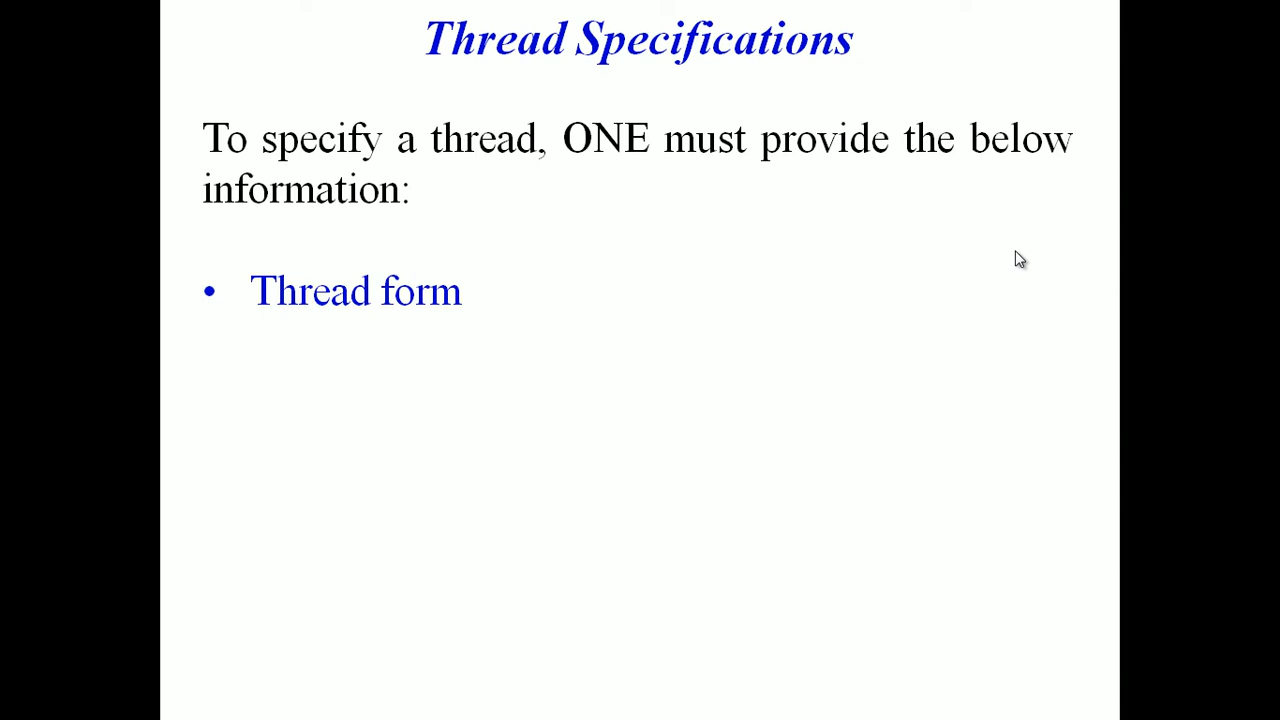 Thread Specifications
To specify a thread, ONE must provide the below
information:
• Thread form